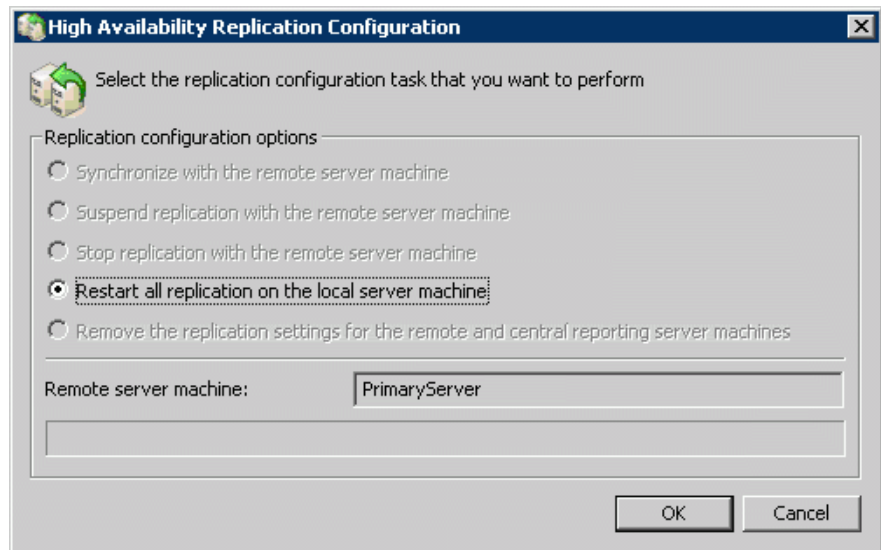 High Availability Replication Configuration
Select the replication configuration task that you want to perform
Replication configuration options
Synchronize with the remote server machine
Suspend replication with the remote server machine
Stop replication with the remote server machine
Restart all replication on the local server machine
Remove the replication settings for the remote and central reporting server machines
Remote server machine: PrimaryServer
OK Cancel